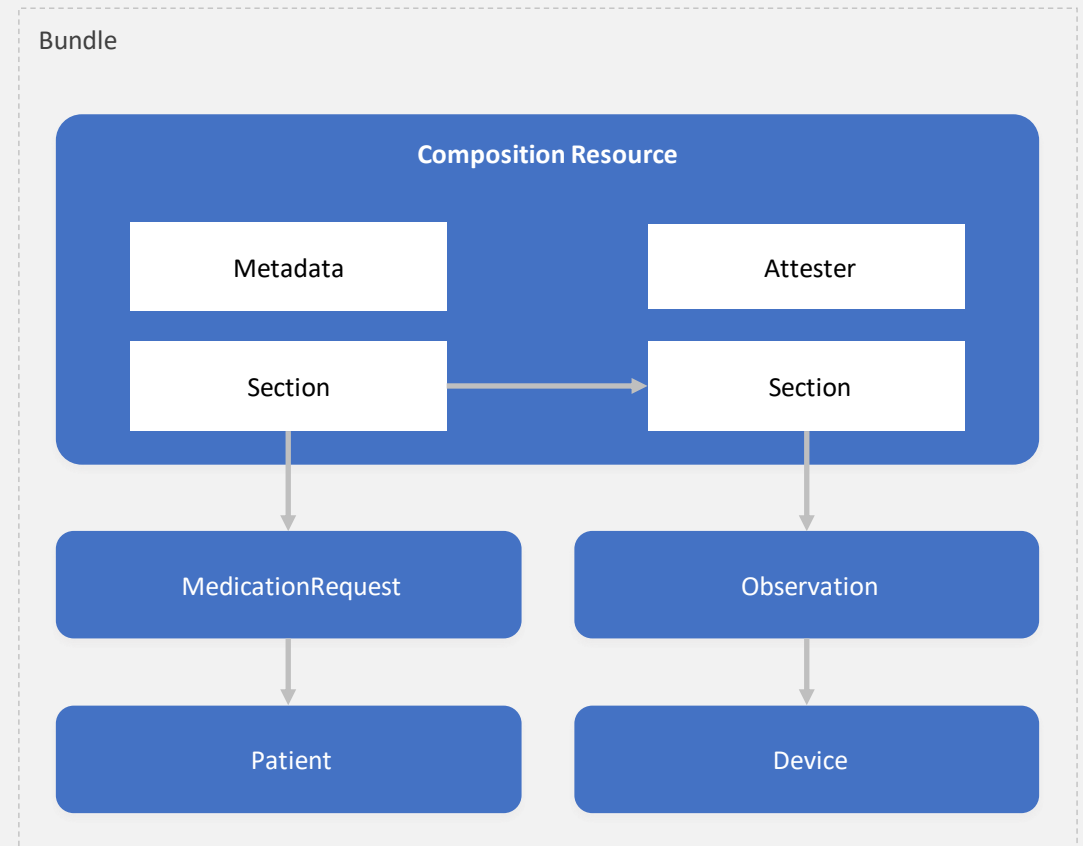 Bundle
Composition Resource
Metadata
Attester
Section
Section
MedicationRequest
Observation
Patient
Device